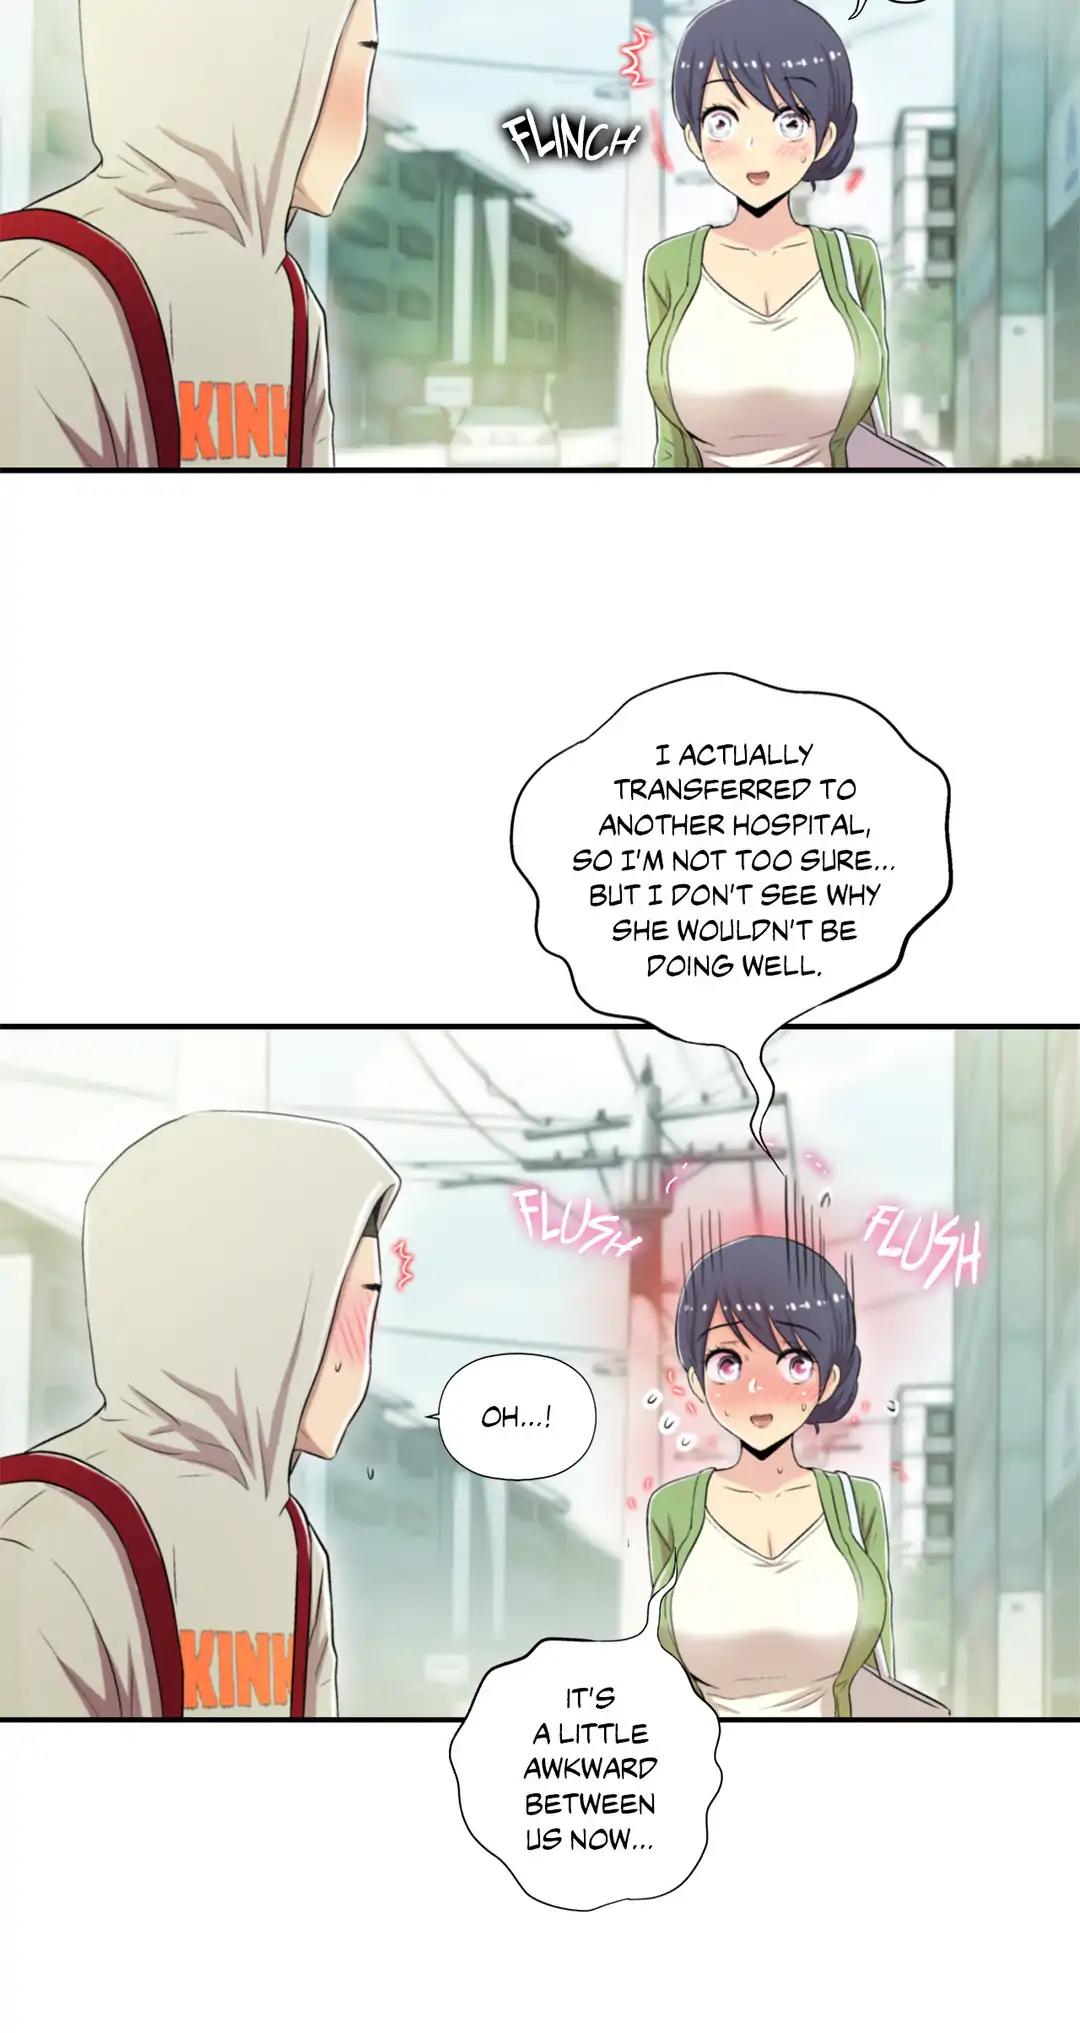 FLINCH
KINK
I ACTUALLY
TRANSFERRED TO
ANOTHER HOSPITAL,
SO I'M NOT TOO SURE...
BUT I DON'T SEE WHY
SHE WOULDN'T BE
DOING WELL.
FLUSH
FLUSH
OH...!
KINK
IT'S
A LITTLE
AWKWARD
BETWEEN
US NOW...